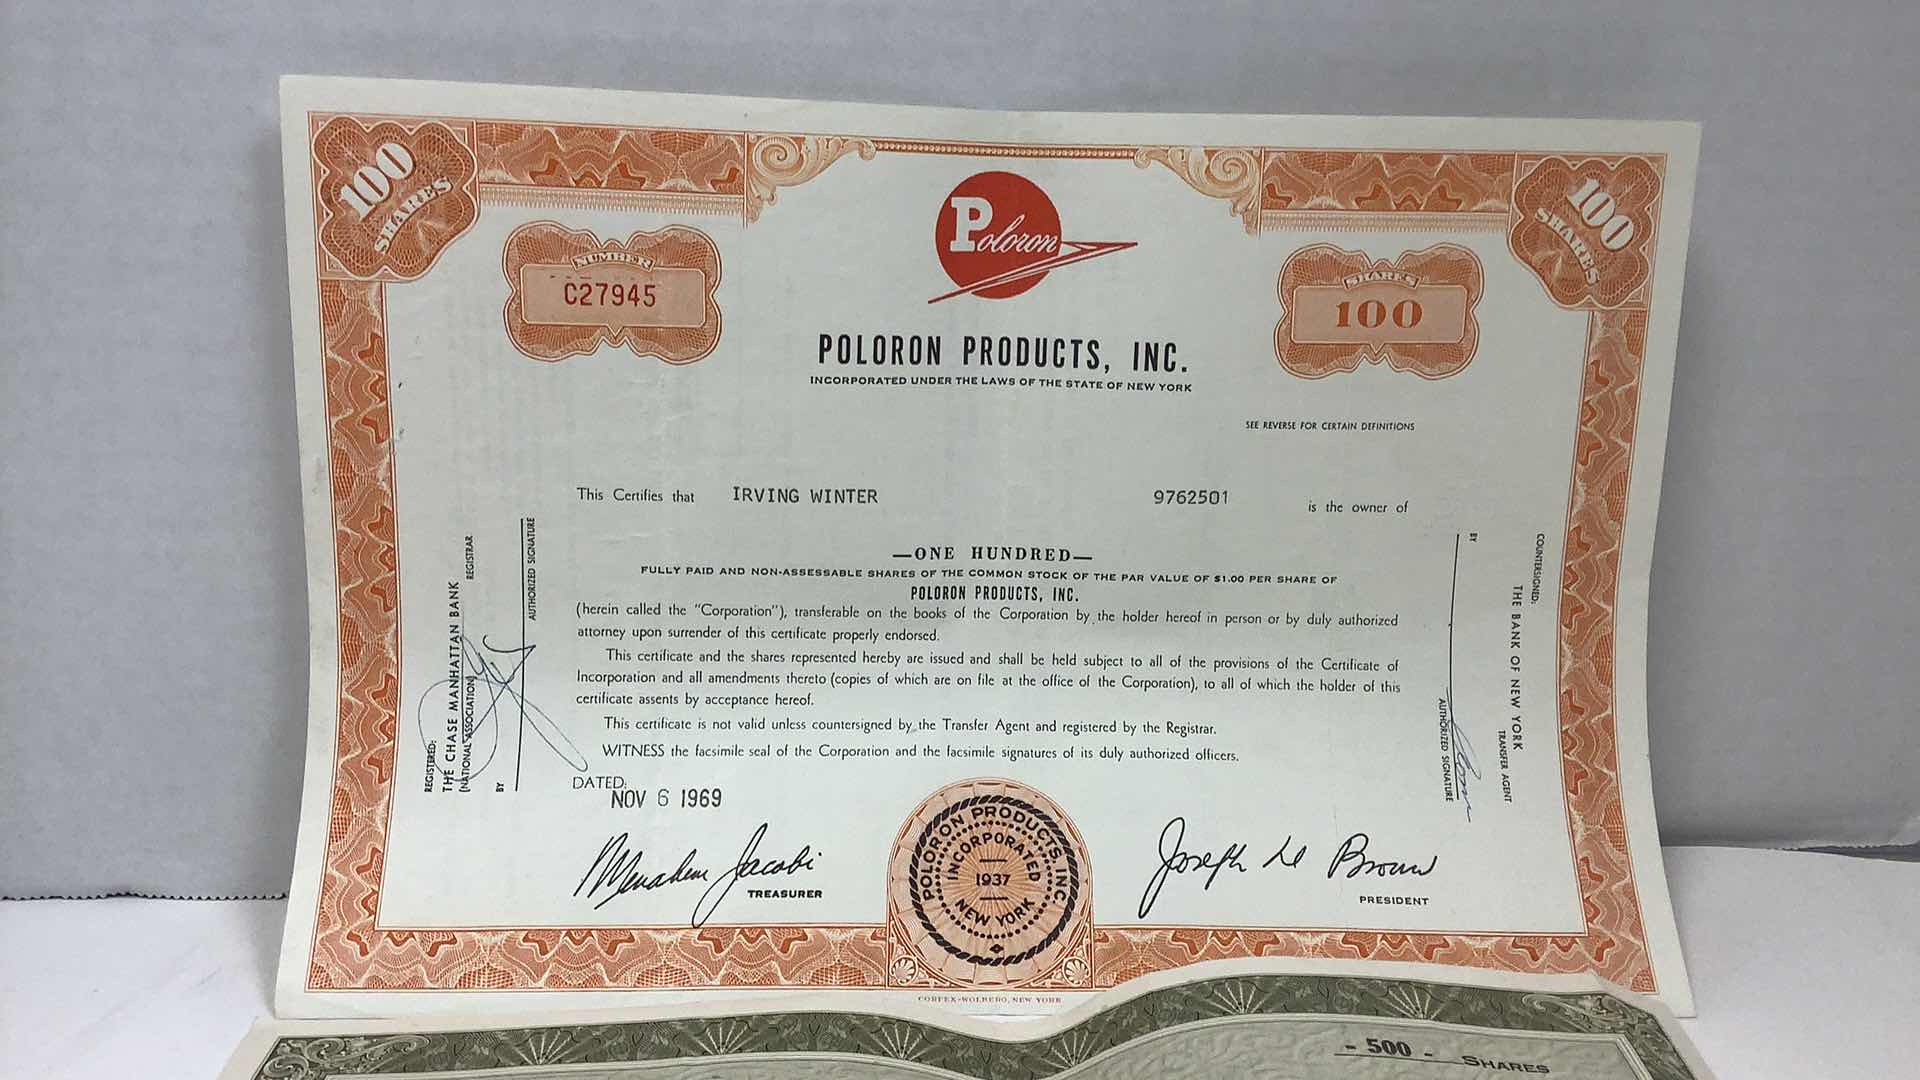 100 SHARES
100 SHARES
NUMBER
C27945
Poloron
SHARES
100
POLORON PRODUCTS, INC.
INCORPORATED UNDER THE LAWS OF THE STATE OF NEW YORK
SEE REVERSE FOR CERTAIN DEFINITIONS
This Certifies that IRVING WINTER 9762501 is the owner of
—ONE HUNDRED—
FULLY PAID AND NON-ASSESSABLE SHARES OF THE COMMON STOCK OF THE PAR VALUE OF $1.00 PER SHARE OF
POLORON PRODUCTS, INC.
(herein called the "Corporation"), transferable on the books of the Corporation by the holder hereof in person or by duly authorized
attorney upon surrender of this certificate properly endorsed.
This certificate and the shares represented hereby are issued and shall be held subject to all of the provisions of the Certificate of
Incorporation and all amendments thereto (copies of which are on file at the office of the Corporation), to all of which the holder of this
certificate assents by acceptance hereof.
This certificate is not valid unless countersigned by the Transfer Agent and registered by the Registrar.
WITNESS the facsimile seal of the Corporation and the facsimile signatures of its duly authorized officers.
DATED:
NOV 6 1969
Menahem Jacobi
TREASURER
POLORON PRODUCTS, INC.
INCORPORATED
1937
NEW YORK
Joseph H Brown
PRESIDENT
REGISTERED:
THE CHASE MANHATTAN BANK
(NATIONAL ASSOCIATION) REGISTRAR
BY
AUTHORIZED SIGNATURE
COUNTERSIGNED:
THE BANK OF NEW YORK
TRANSFER AGENT
BY
AUTHORIZED SIGNATURE
NEW YORK
- 500 - SHARES